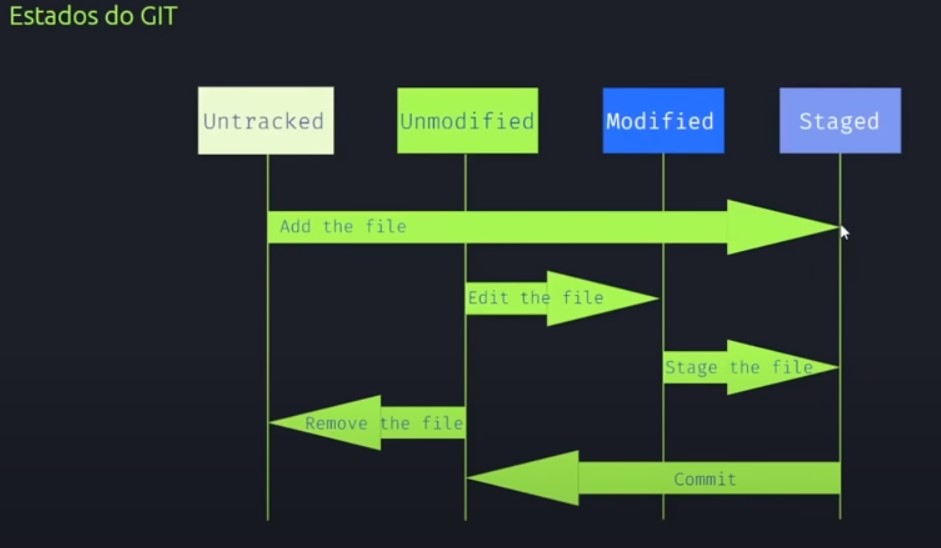 Estados do GIT
Untracked
Unmodified
Modified
Staged
Add the file
Edit the file
Stage the file
Remove the file
Commit